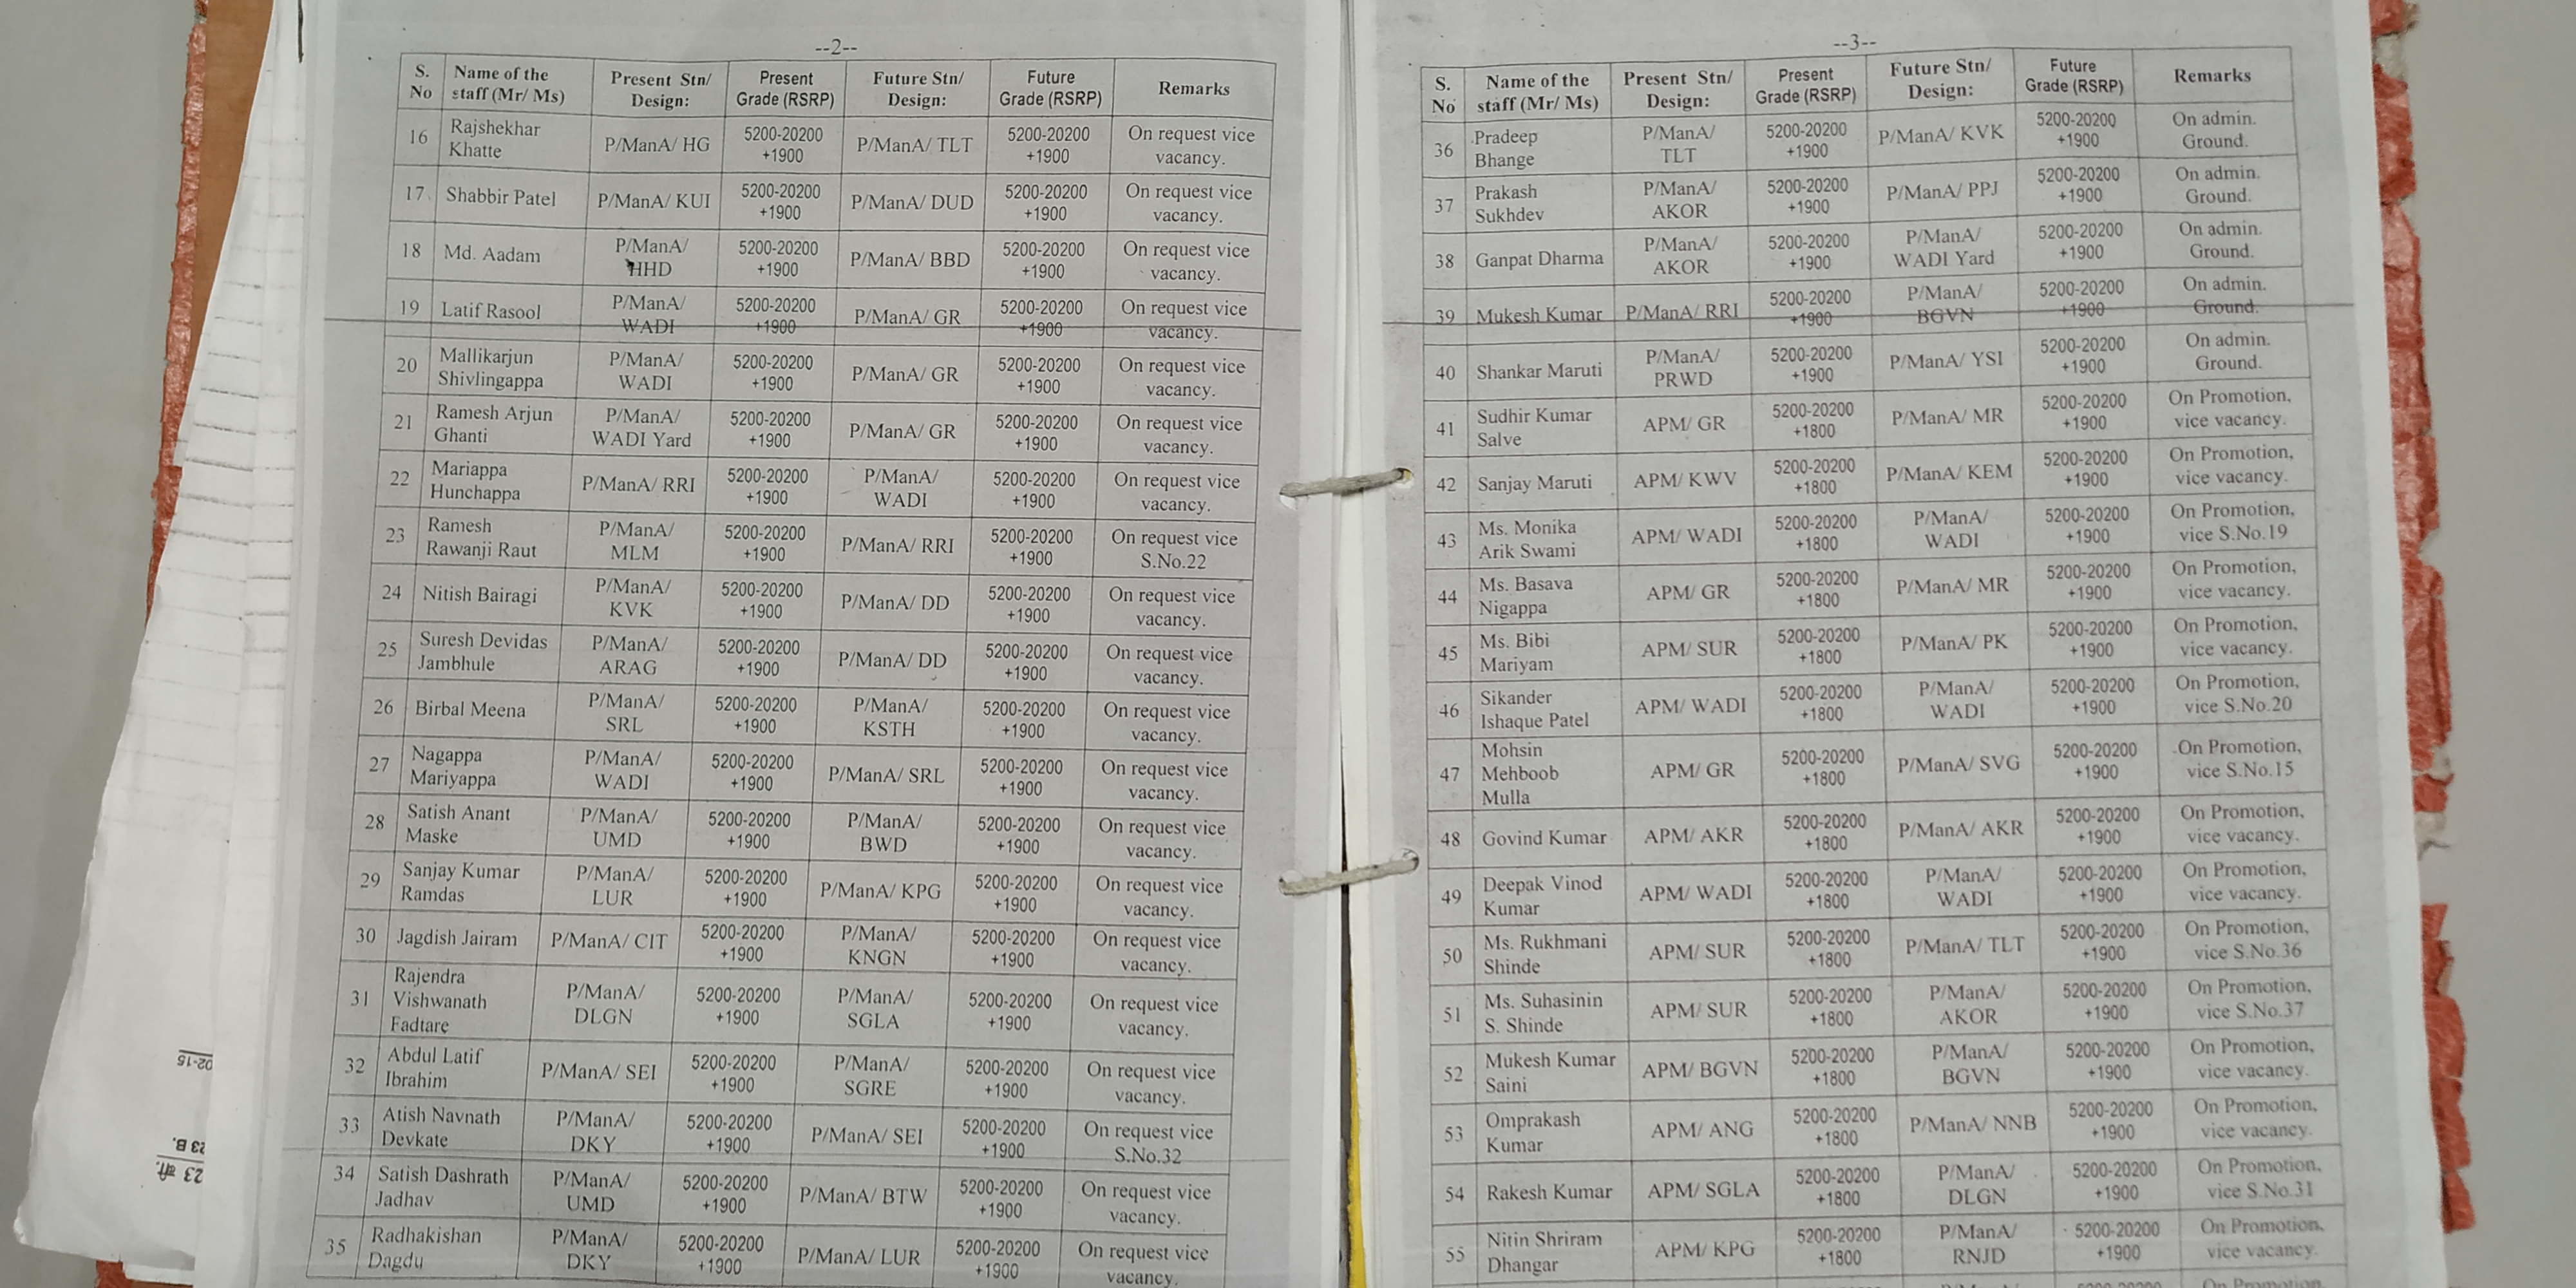 --2--
S. No | Name of the staff (Mr/ Ms) | Present Stn/ Design: | Present Grade (RSRP) | Future Stn/ Design: | Future Grade (RSRP) | Remarks
16 | Rajshekhar Khatte | P/ManA/ HG | 5200-20200 +1900 | P/ManA/ TLT | 5200-20200 +1900 | On request vice vacancy.
17 | Shabbir Patel | P/ManA/ KUI | 5200-20200 +1900 | P/ManA/ DUD | 5200-20200 +1900 | On request vice vacancy.
18 | Md. Aadam | P/ManA/ HHD | 5200-20200 +1900 | P/ManA/ BBD | 5200-20200 +1900 | On request vice vacancy.
19 | Latif Rasool | P/ManA/ WADI | 5200-20200 +1900 | P/ManA/ GR | 5200-20200 +1900 | On request vice vacancy.
20 | Mallikarjun Shivlingappa | P/ManA/ WADI | 5200-20200 +1900 | P/ManA/ GR | 5200-20200 +1900 | On request vice vacancy.
21 | Ramesh Arjun Ghanti | P/ManA/ WADI Yard | 5200-20200 +1900 | P/ManA/ GR | 5200-20200 +1900 | On request vice vacancy.
22 | Mariappa Hunchappa | P/ManA/ RRI | 5200-20200 +1900 | P/ManA/ WADI | 5200-20200 +1900 | On request vice vacancy.
23 | Ramesh Rawanji Raut | P/ManA/ MLM | 5200-20200 +1900 | P/ManA/ RRI | 5200-20200 +1900 | On request vice S.No.22
24 | Nitish Bairagi | P/ManA/ KVK | 5200-20200 +1900 | P/ManA/ DD | 5200-20200 +1900 | On request vice vacancy.
25 | Suresh Devidas Jambhule | P/ManA/ ARAG | 5200-20200 +1900 | P/ManA/ DD | 5200-20200 +1900 | On request vice vacancy.
26 | Birbal Meena | P/ManA/ SRL | 5200-20200 +1900 | P/ManA/ KSTH | 5200-20200 +1900 | On request vice vacancy.
27 | Nagappa Mariyappa | P/ManA/ WADI | 5200-20200 +1900 | P/ManA/ SRL | 5200-20200 +1900 | On request vice vacancy.
28 | Satish Anant Maske | P/ManA/ UMD | 5200-20200 +1900 | P/ManA/ BWD | 5200-20200 +1900 | On request vice vacancy.
29 | Sanjay Kumar Ramdas | P/ManA/ LUR | 5200-20200 +1900 | P/ManA/ KPG | 5200-20200 +1900 | On request vice vacancy.
30 | Jagdish Jairam | P/ManA/ CIT | 5200-20200 +1900 | P/ManA/ KNGN | 5200-20200 +1900 | On request vice vacancy.
31 | Rajendra Vishwanath Fadtare | P/ManA/ DLGN | 5200-20200 +1900 | P/ManA/ SGLA | 5200-20200 +1900 | On request vice vacancy.
32 | Abdul Latif Ibrahim | P/ManA/ SEI | 5200-20200 +1900 | P/ManA/ SGRE | 5200-20200 +1900 | On request vice vacancy.
33 | Atish Navnath Devkate | P/ManA/ DKY | 5200-20200 +1900 | P/ManA/ SEI | 5200-20200 +1900 | On request vice S.No.32
34 | Satish Dashrath Jadhav | P/ManA/ UMD | 5200-20200 +1900 | P/ManA/ BTW | 5200-20200 +1900 | On request vice vacancy.
35 | Radhakishan Dagdu | P/ManA/ DKY | 5200-20200 +1900 | P/ManA/ LUR | 5200-20200 +1900 | On request vice vacancy.
--3--
S. No | Name of the staff (Mr/ Ms) | Present Stn/ Design: | Present Grade (RSRP) | Future Stn/ Design: | Future Grade (RSRP) | Remarks
36 | Pradeep Bhange | P/ManA/ TLT | 5200-20200 +1900 | P/ManA/ KVK | 5200-20200 +1900 | On admin. Ground.
37 | Prakash Sukhdev | P/ManA/ AKOR | 5200-20200 +1900 | P/ManA/ PPJ | 5200-20200 +1900 | On admin. Ground.
38 | Ganpat Dharma | P/ManA/ AKOR | 5200-20200 +1900 | P/ManA/ WADI Yard | 5200-20200 +1900 | On admin. Ground.
39 | Mukesh Kumar | P/ManA/ RRI | 5200-20200 +1900 | P/ManA/ BGVN | 5200-20200 +1900 | On admin. Ground.
40 | Shankar Maruti | P/ManA/ PRWD | 5200-20200 +1900 | P/ManA/ YSI | 5200-20200 +1900 | On admin. Ground.
41 | Sudhir Kumar Salve | APM/ GR | 5200-20200 +1800 | P/ManA/ MR | 5200-20200 +1900 | On Promotion, vice vacancy.
42 | Sanjay Maruti | APM/ KWV | 5200-20200 +1800 | P/ManA/ KEM | 5200-20200 +1900 | On Promotion, vice vacancy.
43 | Ms. Monika Arik Swami | APM/ WADI | 5200-20200 +1800 | P/ManA/ WADI | 5200-20200 +1900 | On Promotion, vice S.No.19
44 | Ms. Basava Nigappa | APM/ GR | 5200-20200 +1800 | P/ManA/ MR | 5200-20200 +1900 | On Promotion, vice vacancy.
45 | Ms. Bibi Mariyam | APM/ SUR | 5200-20200 +1800 | P/ManA/ PK | 5200-20200 +1900 | On Promotion, vice vacancy.
46 | Sikander Ishaque Patel | APM/ WADI | 5200-20200 +1800 | P/ManA/ WADI | 5200-20200 +1900 | On Promotion, vice S.No.20
47 | Mohsin Mehboob Mulla | APM/ GR | 5200-20200 +1800 | P/ManA/ SVG | 5200-20200 +1900 | On Promotion, vice S.No.15
48 | Govind Kumar | APM/ AKR | 5200-20200 +1800 | P/ManA/ AKR | 5200-20200 +1900 | On Promotion, vice vacancy.
49 | Deepak Vinod Kumar | APM/ WADI | 5200-20200 +1800 | P/ManA/ WADI | 5200-20200 +1900 | On Promotion, vice vacancy.
50 | Ms. Rukhmani Shinde | APM/ SUR | 5200-20200 +1800 | P/ManA/ TLT | 5200-20200 +1900 | On Promotion, vice S.No.36
51 | Ms. Suhasinin S. Shinde | APM/ SUR | 5200-20200 +1800 | P/ManA/ AKOR | 5200-20200 +1900 | On Promotion, vice S.No.37
52 | Mukesh Kumar Saini | APM/ BGVN | 5200-20200 +1800 | P/ManA/ BGVN | 5200-20200 +1900 | On Promotion, vice vacancy.
53 | Omprakash Kumar | APM/ ANG | 5200-20200 +1800 | P/ManA/ NNB | 5200-20200 +1900 | On Promotion, vice vacancy.
54 | Rakesh Kumar | APM/ SGLA | 5200-20200 +1800 | P/ManA/ DLGN | 5200-20200 +1900 | On Promotion, vice S.No.31
55 | Nitin Shriram Dhangar | APM/ KPG | 5200-20200 +1800 | P/ManA/ RNJD | 5200-20200 +1900 | On Promotion, vice vacancy.
On Promotion
02-15
23 B.